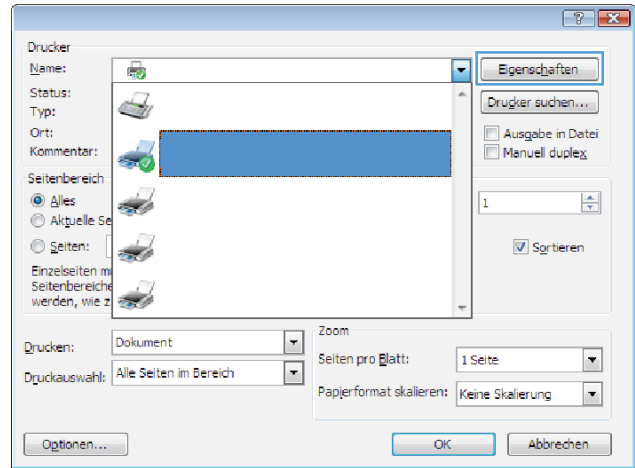 Drucker
Name:
Eigenschaften
Status:
Drucker suchen...
Typ:
Ort:
Ausgabe in Datei
Kommentar:
Manuell duplex
Seitenbereich
Alles
1
Aktuelle Se
Seiten:
Sortieren
Einzelseiten m
Seitenbereiche
werden, wie z
Zoom
Drucken:
Dokument
Seiten pro Blatt:
1 Seite
Druckauswahl:
Alle Seiten im Bereich
Papierformat skalieren:
Keine Skalierung
Optionen...
OK
Abbrechen